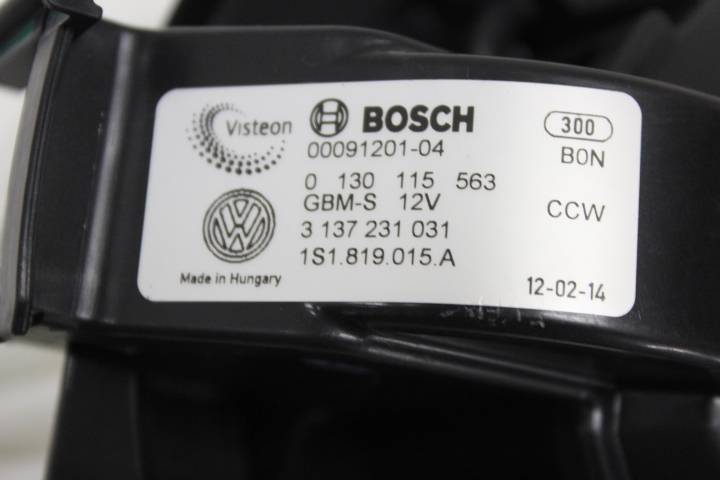 Visteon BOSCH 300
00091201-04 B0N
0 130 115 563
GBM-S 12V CCW
3 137 231 031
1S1.819.015.A
Made in Hungary 12-02-14